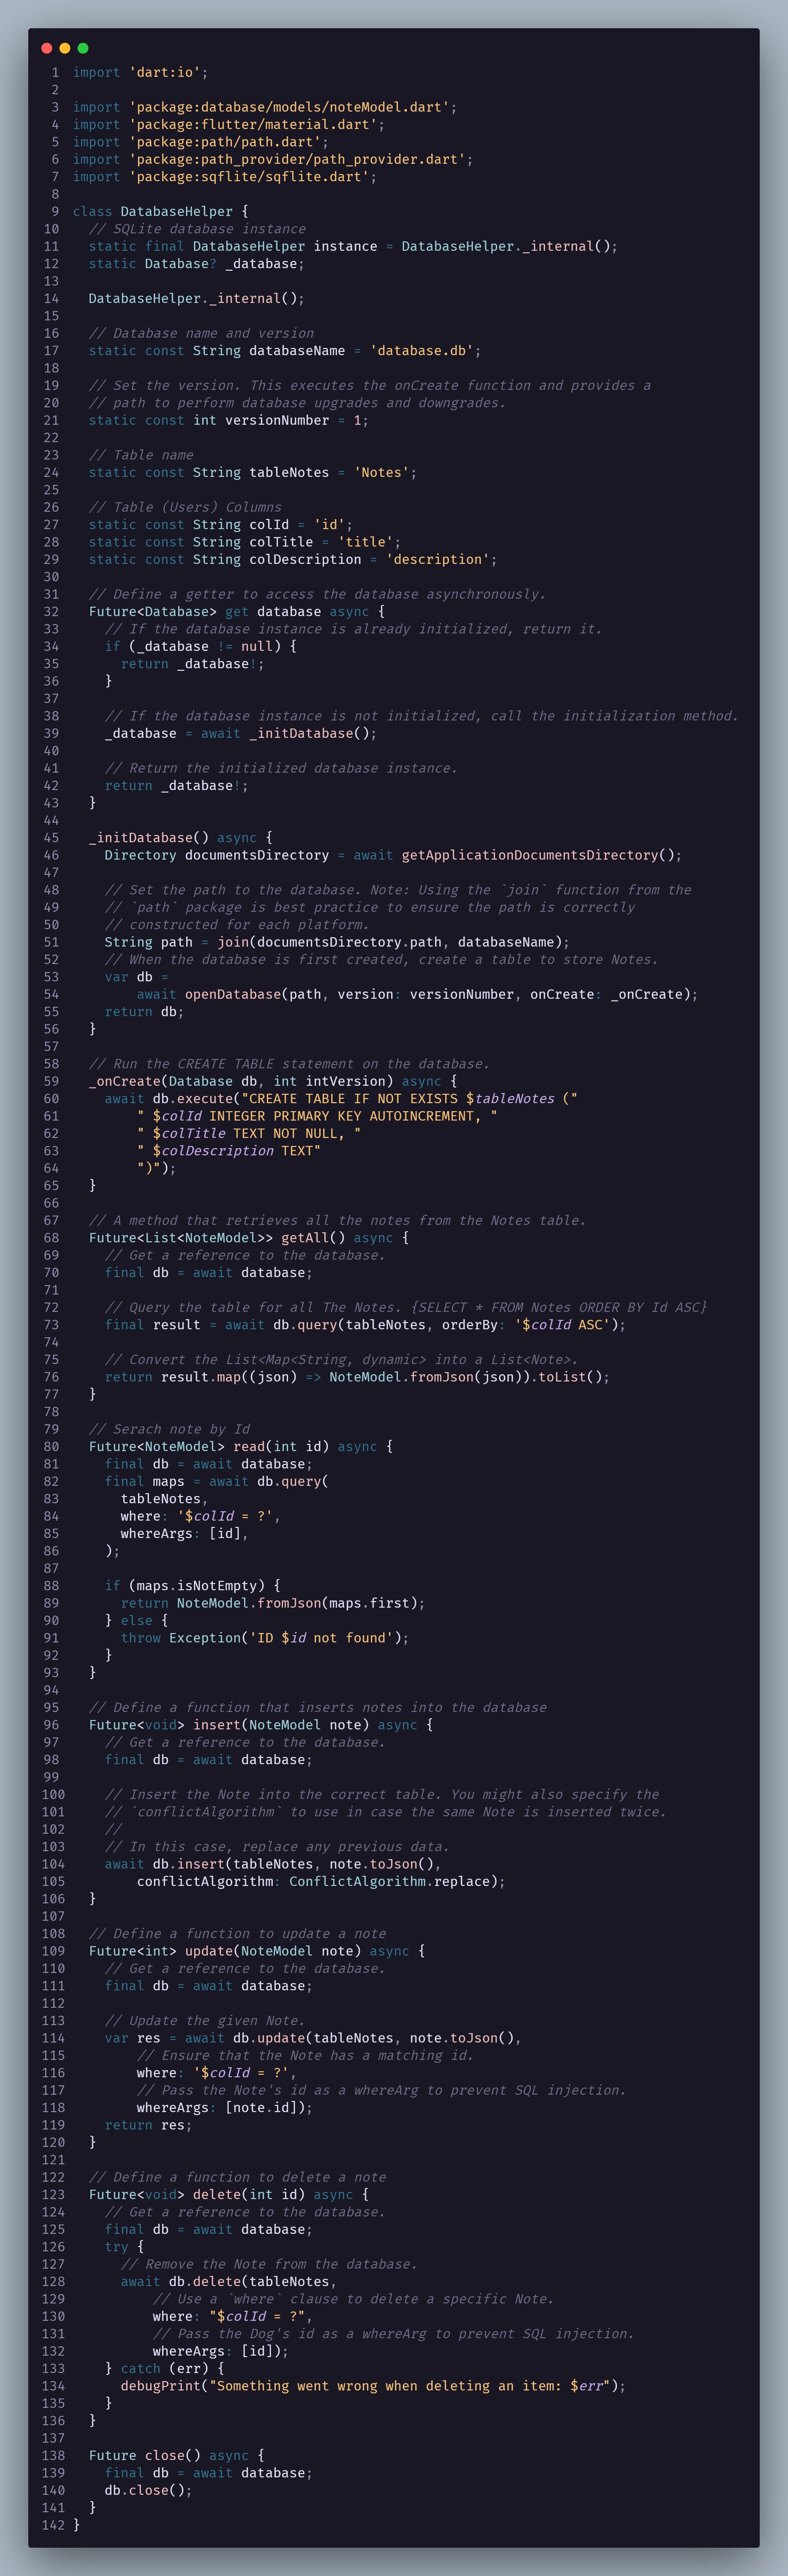 1 import 'dart:io';
2
3 import 'package:database/models/noteModel.dart';
4 import 'package:flutter/material.dart';
5 import 'package:path/path.dart';
6 import 'package:path_provider/path_provider.dart';
7 import 'package:sqflite/sqflite.dart';
8
9 class DatabaseHelper {
10   // SQLite database instance
11   static final DatabaseHelper instance = DatabaseHelper._internal();
12   static Database? _database;
13
14   DatabaseHelper._internal();
15
16   // Database name and version
17   static const String databaseName = 'database.db';
18
19   // Set the version. This executes the onCreate function and provides a
20   // path to perform database upgrades and downgrades.
21   static const int versionNumber = 1;
22
23   // Table name
24   static const String tableNotes = 'Notes';
25
26   // Table (Users) Columns
27   static const String colId = 'id';
28   static const String colTitle = 'title';
29   static const String colDescription = 'description';
30
31   // Define a getter to access the database asynchronously.
32   Future<Database> get database async {
33     // If the database instance is already initialized, return it.
34     if (_database != null) {
35       return _database!;
36     }
37
38     // If the database instance is not initialized, call the initialization method.
39     _database = await _initDatabase();
40
41     // Return the initialized database instance.
42     return _database!;
43   }
44
45   _initDatabase() async {
46     Directory documentsDirectory = await getApplicationDocumentsDirectory();
47
48     // Set the path to the database. Note: Using the `join` function from the
49     // `path` package is best practice to ensure the path is correctly
50     // constructed for each platform.
51     String path = join(documentsDirectory.path, databaseName);
52     // When the database is first created, create a table to store Notes.
53     var db =
54         await openDatabase(path, version: versionNumber, onCreate: _onCreate);
55     return db;
56   }
57
58   // Run the CREATE TABLE statement on the database.
59   _onCreate(Database db, int intVersion) async {
60     await db.execute("CREATE TABLE IF NOT EXISTS $tableNotes ("
61         " $colId INTEGER PRIMARY KEY AUTOINCREMENT, "
62         " $colTitle TEXT NOT NULL, "
63         " $colDescription TEXT"
64         ")");
65   }
66
67   // A method that retrieves all the notes from the Notes table.
68   Future<List<NoteModel>> getAll() async {
69     // Get a reference to the database.
70     final db = await database;
71
72     // Query the table for all The Notes. {SELECT * FROM Notes ORDER BY Id ASC}
73     final result = await db.query(tableNotes, orderBy: '$colId ASC');
74
75     // Convert the List<Map<String, dynamic> into a List<Note>.
76     return result.map((json) => NoteModel.fromJson(json)).toList();
77   }
78
79   // Serach note by Id
80   Future<NoteModel> read(int id) async {
81     final db = await database;
82     final maps = await db.query(
83       tableNotes,
84       where: '$colId = ?',
85       whereArgs: [id],
86     );
87
88     if (maps.isNotEmpty) {
89       return NoteModel.fromJson(maps.first);
90     } else {
91       throw Exception('ID $id not found');
92     }
93   }
94
95   // Define a function that inserts notes into the database
96   Future<void> insert(NoteModel note) async {
97     // Get a reference to the database.
98     final db = await database;
99
100     // Insert the Note into the correct table. You might also specify the
101     // `conflictAlgorithm` to use in case the same Note is inserted twice.
102     //
103     // In this case, replace any previous data.
104     await db.insert(tableNotes, note.toJson(),
105         conflictAlgorithm: ConflictAlgorithm.replace);
106   }
107
108   // Define a function to update a note
109   Future<int> update(NoteModel note) async {
110     // Get a reference to the database.
111     final db = await database;
112
113     // Update the given Note.
114     var res = await db.update(tableNotes, note.toJson(),
115         // Ensure that the Note has a matching id.
116         where: '$colId = ?',
117         // Pass the Note's id as a whereArg to prevent SQL injection.
118         whereArgs: [note.id]);
119     return res;
120   }
121
122   // Define a function to delete a note
123   Future<void> delete(int id) async {
124     // Get a reference to the database.
125     final db = await database;
126     try {
127       // Remove the Note from the database.
128       await db.delete(tableNotes,
129           // Use a `where` clause to delete a specific Note.
130           where: "$colId = ?",
131           // Pass the Dog's id as a whereArg to prevent SQL injection.
132           whereArgs: [id]);
133     } catch (err) {
134       debugPrint("Something went wrong when deleting an item: $err");
135     }
136   }
137
138   Future close() async {
139     final db = await database;
140     db.close();
141   }
142 }